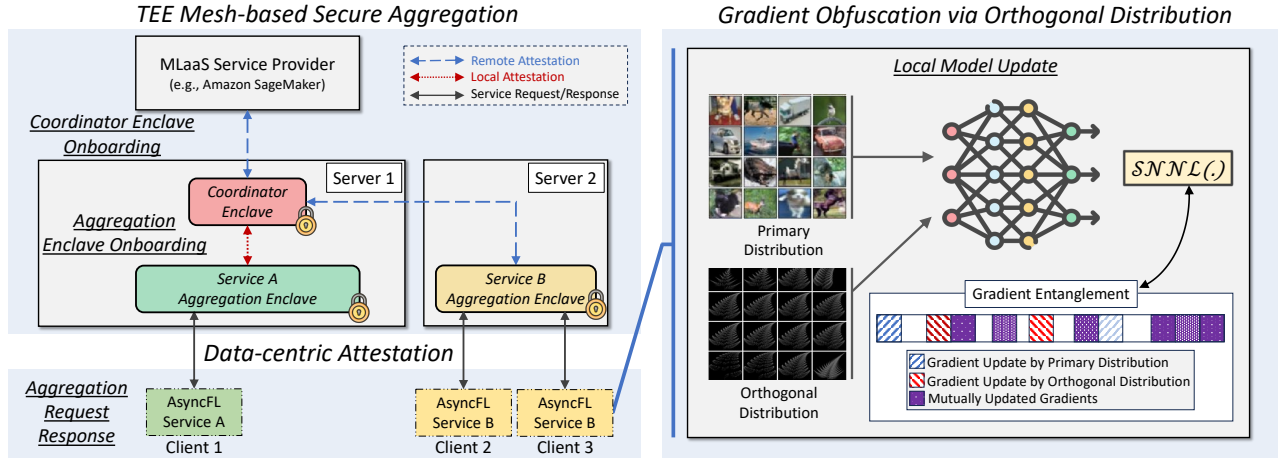 TEE Mesh-based Secure Aggregation
MLaaS Service Provider
(e.g., Amazon SageMaker)
Remote Attestation
Local Attestation
Service Request/Response
Coordinator Enclave
Onboarding
Server 1
Server 2
Coordinator
Enclave
Aggregation
Enclave Onboarding
Service A
Aggregation Enclave
Service B
Aggregation Enclave
Data-centric Attestation
Aggregation
Request
Response
AsyncFL
Service A
AsyncFL
Service B
AsyncFL
Service B
Client 1
Client 2
Client 3
Gradient Obfuscation via Orthogonal Distribution
Local Model Update
𝒮𝒩𝒩ℒ(.)
Primary
Distribution
Orthogonal
Distribution
Gradient Entanglement
Gradient Update by Primary Distribution
Gradient Update by Orthogonal Distribution
Mutually Updated Gradients